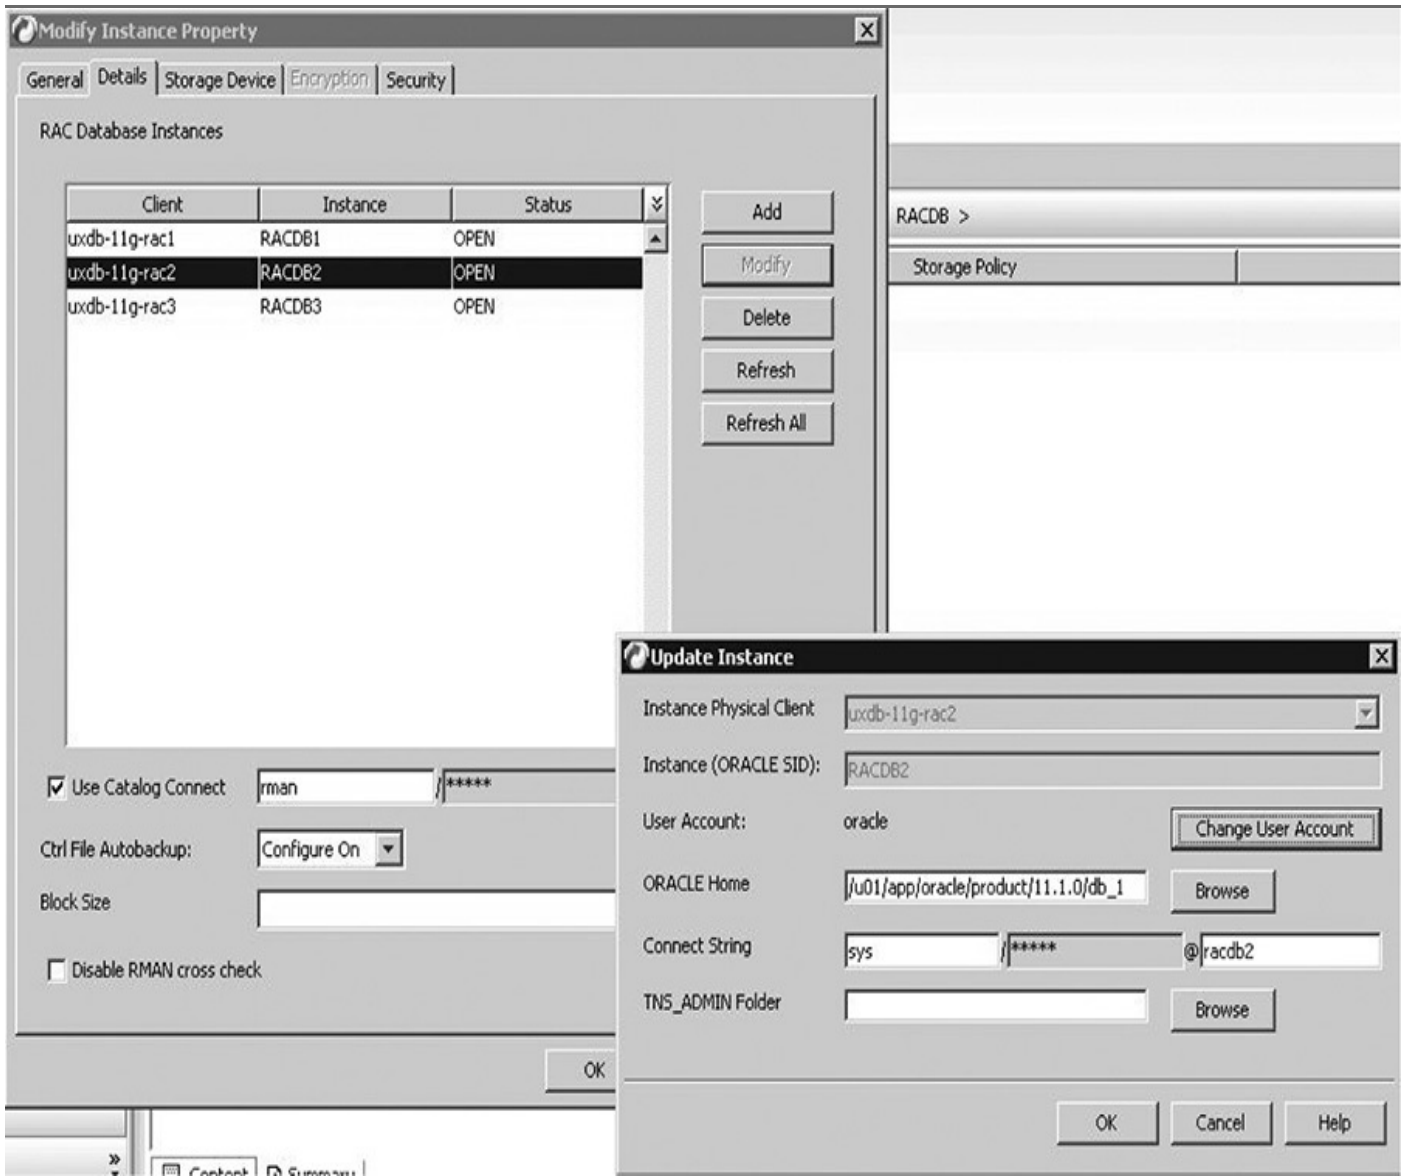 Modify Instance Property
General Details Storage Device Encryption Security
RAC Database Instances
Client Instance Status
uxdb-11g-rac1 RACDB1 OPEN
uxdb-11g-rac2 RACDB2 OPEN
uxdb-11g-rac3 RACDB3 OPEN
Add
Modify
Delete
Refresh
Refresh All
RACDB >
Storage Policy
Use Catalog Connect rman / *****
Ctrl File Autobackup: Configure On
Block Size
Disable RMAN cross check
OK
Update Instance
Instance Physical Client uxdb-11g-rac2
Instance (ORACLE SID): RACDB2
User Account: oracle Change User Account
ORACLE Home /u01/app/oracle/product/11.1.0/db_1 Browse
Connect String sys / ***** @ racdb2
TNS_ADMIN Folder Browse
OK Cancel Help
Content Summary